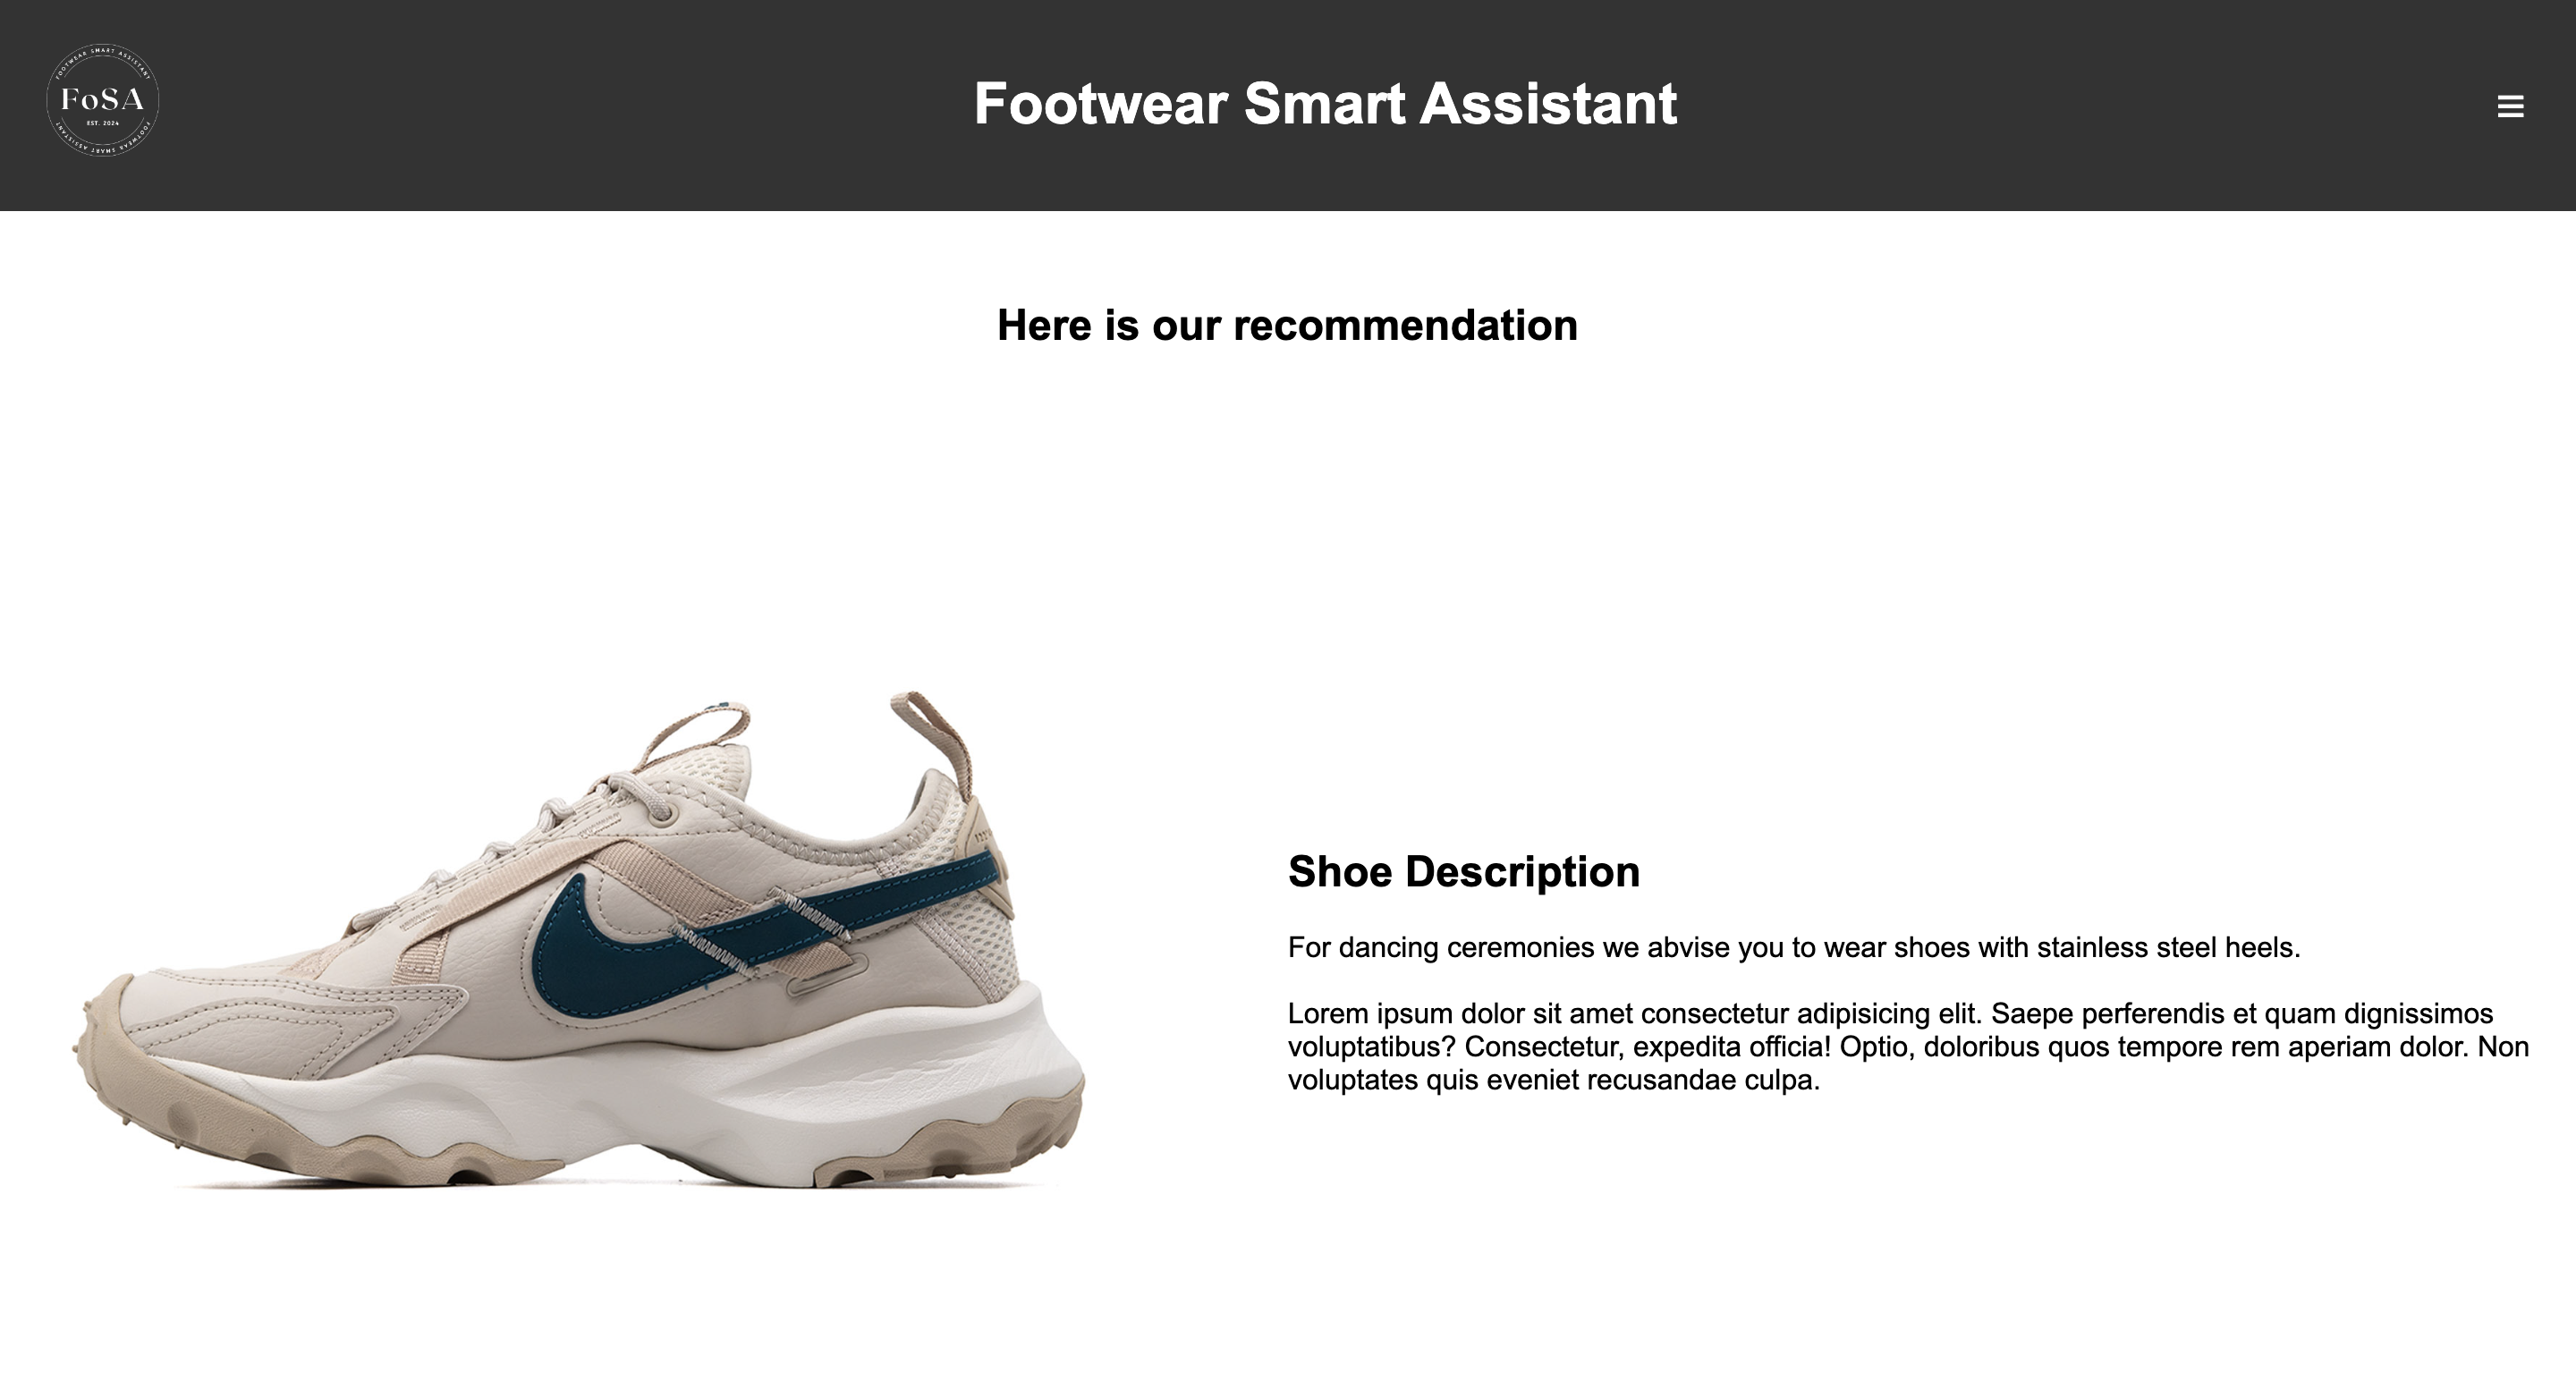 FOOTWEAR SMART ASSISTANT
FoSA
EST. 2024
FOOTWEAR SMART ASSISTANT
Footwear Smart Assistant
Here is our recommendation
Shoe Description
For dancing ceremonies we abvise you to wear shoes with stainless steel heels.
Lorem ipsum dolor sit amet consectetur adipisicing elit. Saepe perferendis et quam dignissimos
voluptatibus? Consectetur, expedita officia! Optio, doloribus quos tempore rem aperiam dolor. Non
voluptates quis eveniet recusandae culpa.